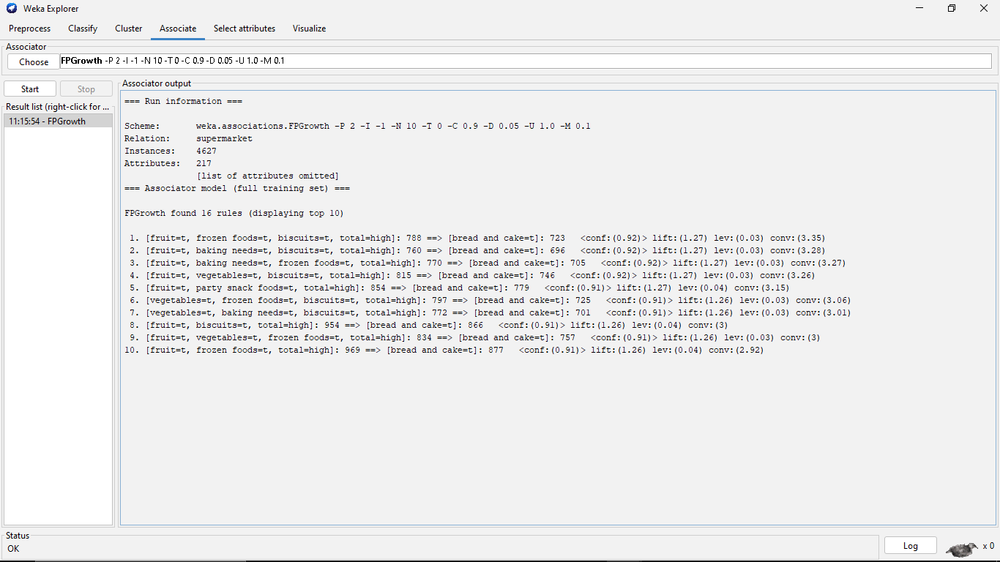 Weka Explorer
Preprocess Classify Cluster Associate Select attributes Visualize
Associator
Choose FPGrowth -P 2 -I -1 -N 10 -T 0 -C 0.9 -D 0.05 -U 1.0 -M 0.1
Start Stop
Result list (right-click for ...
11:15:54 - FPGrowth
Associator output
=== Run information ===
Scheme: weka.associations.FPGrowth -P 2 -I -1 -N 10 -T 0 -C 0.9 -D 0.05 -U 1.0 -M 0.1
Relation: supermarket
Instances: 4627
Attributes: 217
[list of attributes omitted]
=== Associator model (full training set) ===
FPGrowth found 16 rules (displaying top 10)
1. [fruit=t, frozen foods=t, biscuits=t, total=high]: 788 ==> [bread and cake=t]: 723 <conf:(0.92)> lift:(1.27) lev:(0.03) conv:(3.35)
2. [fruit=t, baking needs=t, biscuits=t, total=high]: 760 ==> [bread and cake=t]: 696 <conf:(0.92)> lift:(1.27) lev:(0.03) conv:(3.28)
3. [fruit=t, baking needs=t, frozen foods=t, total=high]: 770 ==> [bread and cake=t]: 705 <conf:(0.92)> lift:(1.27) lev:(0.03) conv:(3.27)
4. [fruit=t, vegetables=t, biscuits=t, total=high]: 815 ==> [bread and cake=t]: 746 <conf:(0.92)> lift:(1.27) lev:(0.03) conv:(3.26)
5. [fruit=t, party snack foods=t, total=high]: 854 ==> [bread and cake=t]: 779 <conf:(0.91)> lift:(1.27) lev:(0.04) conv:(3.15)
6. [vegetables=t, frozen foods=t, biscuits=t, total=high]: 797 ==> [bread and cake=t]: 725 <conf:(0.91)> lift:(1.26) lev:(0.03) conv:(3.06)
7. [vegetables=t, baking needs=t, biscuits=t, total=high]: 772 ==> [bread and cake=t]: 701 <conf:(0.91)> lift:(1.26) lev:(0.03) conv:(3.01)
8. [fruit=t, biscuits=t, total=high]: 954 ==> [bread and cake=t]: 866 <conf:(0.91)> lift:(1.26) lev:(0.04) conv:(3)
9. [fruit=t, vegetables=t, frozen foods=t, total=high]: 834 ==> [bread and cake=t]: 757 <conf:(0.91)> lift:(1.26) lev:(0.03) conv:(3)
10. [fruit=t, frozen foods=t, total=high]: 969 ==> [bread and cake=t]: 877 <conf:(0.91)> lift:(1.26) lev:(0.04) conv:(2.92)
Status
OK
Log x 0